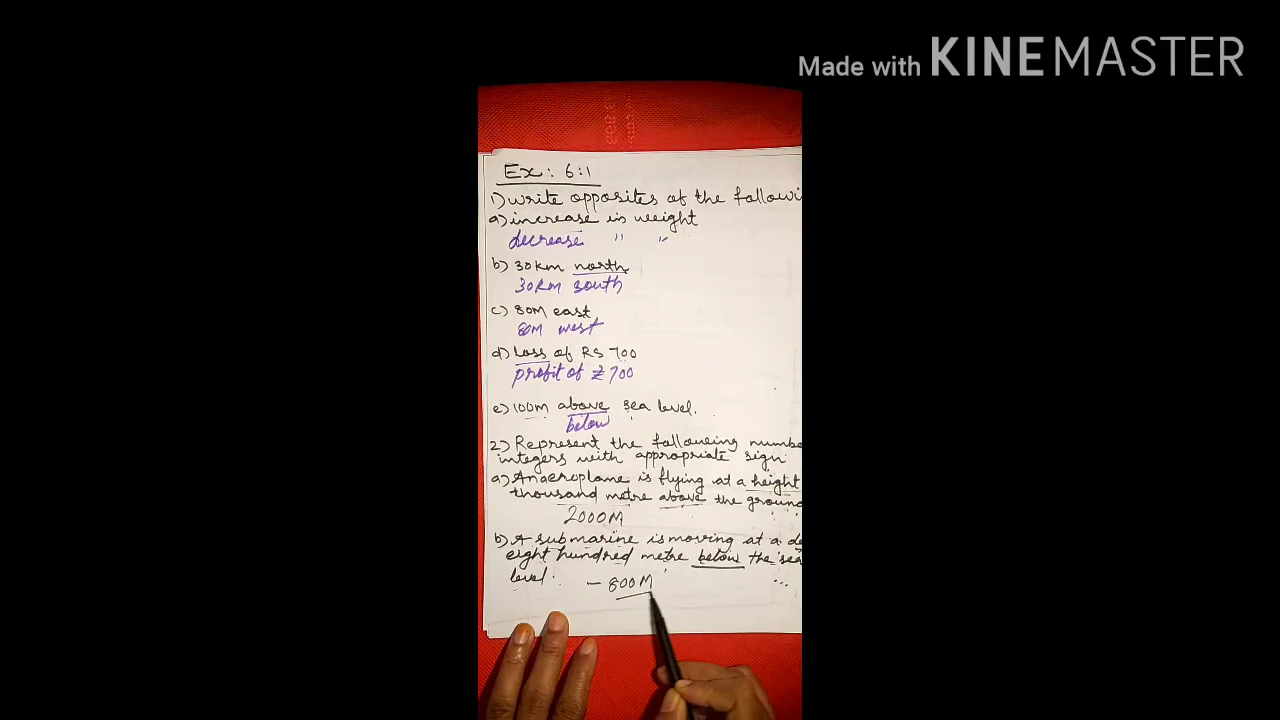 Made with KINEMASTER
Ex: 6:1
1) write opposites of the followi
a) increase in weight
decrease " "
b) 30km north
30KM south
c) 80M east
80M west
d) Loss of RS 700
profit of ₹ 700
e) 100M above sea level.
below
2) Represent the following numbe
integers with appropriate sign
a) An aeroplane is flying at a height
thousand metre above the ground
2000M
b) A submarine is moving at a de
eight hundred metre below the sea
level.
- 800M